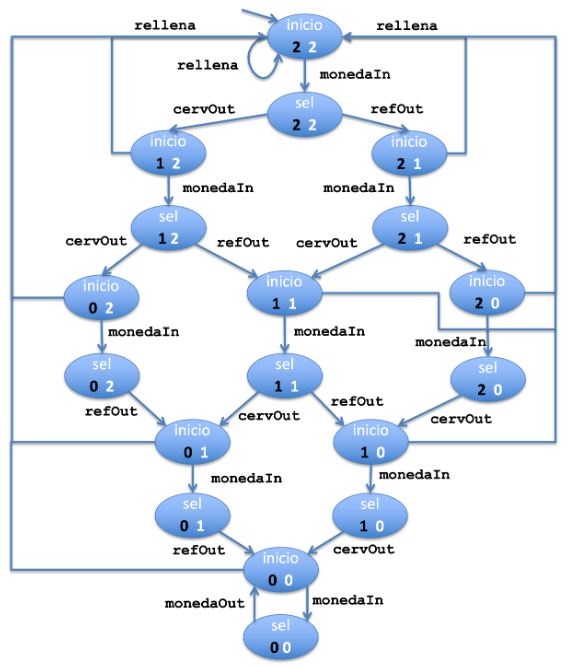 inicio
2 2
rellena
rellena
rellena
monedaIn
sel
2 2
cervOut
refOut
inicio
1 2
inicio
2 1
monedaIn
monedaIn
sel
1 2
sel
2 1
cervOut
refOut
cervOut
refOut
inicio
0 2
inicio
1 1
inicio
2 0
monedaIn
monedaIn
monedaIn
sel
0 2
sel
1 1
sel
2 0
refOut
cervOut
refOut
cervOut
inicio
0 1
inicio
1 0
monedaIn
monedaIn
sel
0 1
sel
1 0
refOut
cervOut
inicio
0 0
monedaOut
monedaIn
sel
0 0